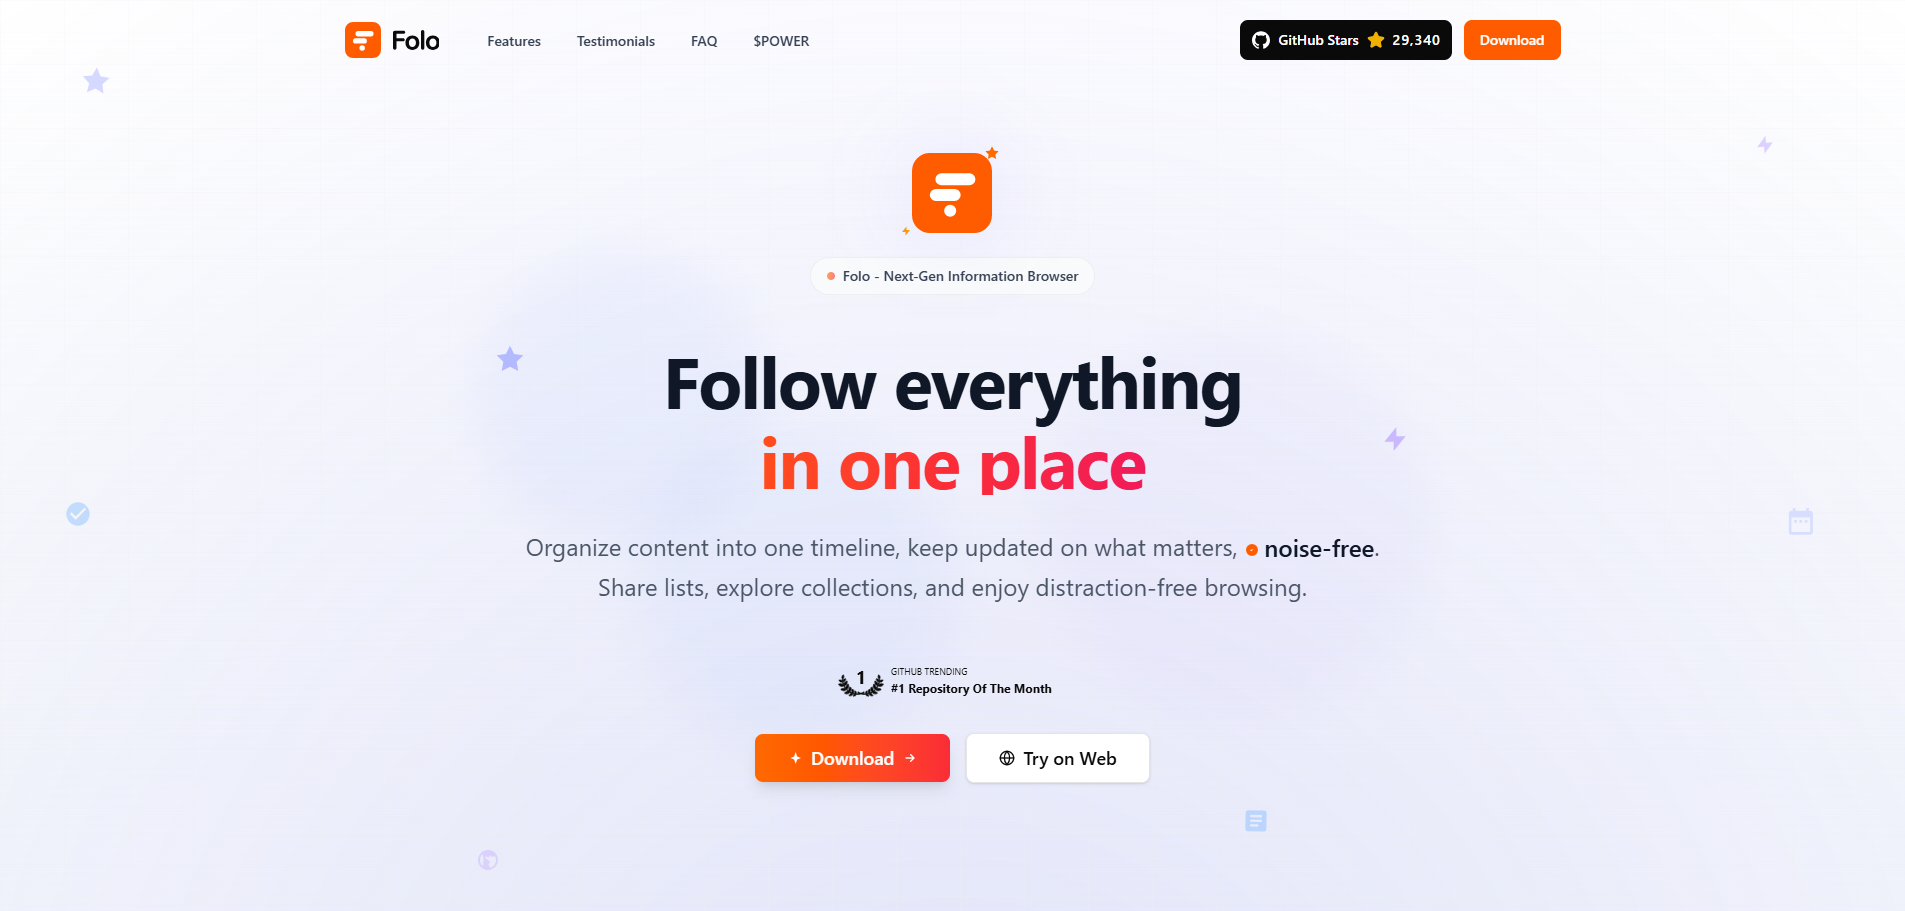 Folo
Features
Testimonials
FAQ
$POWER
GitHub Stars 29,340
Download
Folo - Next-Gen Information Browser
Follow everything
in one place
Organize content into one timeline, keep updated on what matters, noise-free.
Share lists, explore collections, and enjoy distraction-free browsing.
1
GITHUB TRENDING
#1 Repository Of The Month
Download
Try on Web